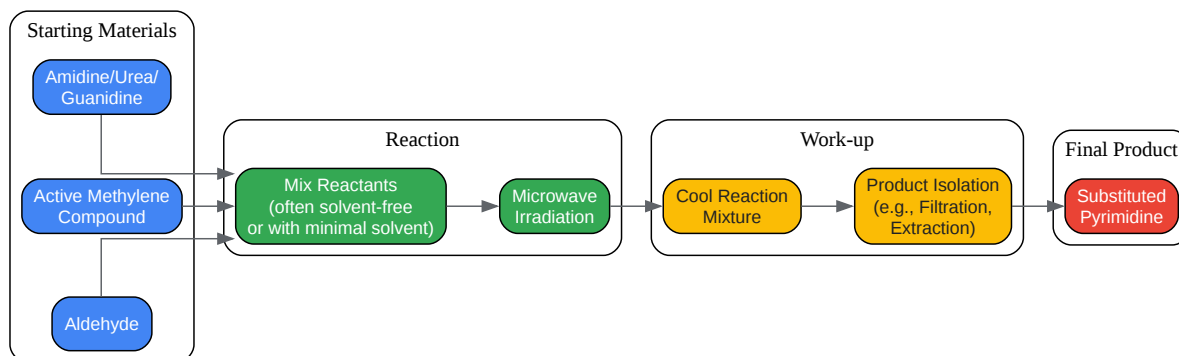 Starting Materials
Amidine/Urea/
Guanidine
Active Methylene
Compound
Aldehyde
Reaction
Mix Reactants
(often solvent-free
or with minimal solvent)
Microwave
Irradiation
Work-up
Cool Reaction
Mixture
Product Isolation
(e.g., Filtration,
Extraction)
Final Product
Substituted
Pyrimidine